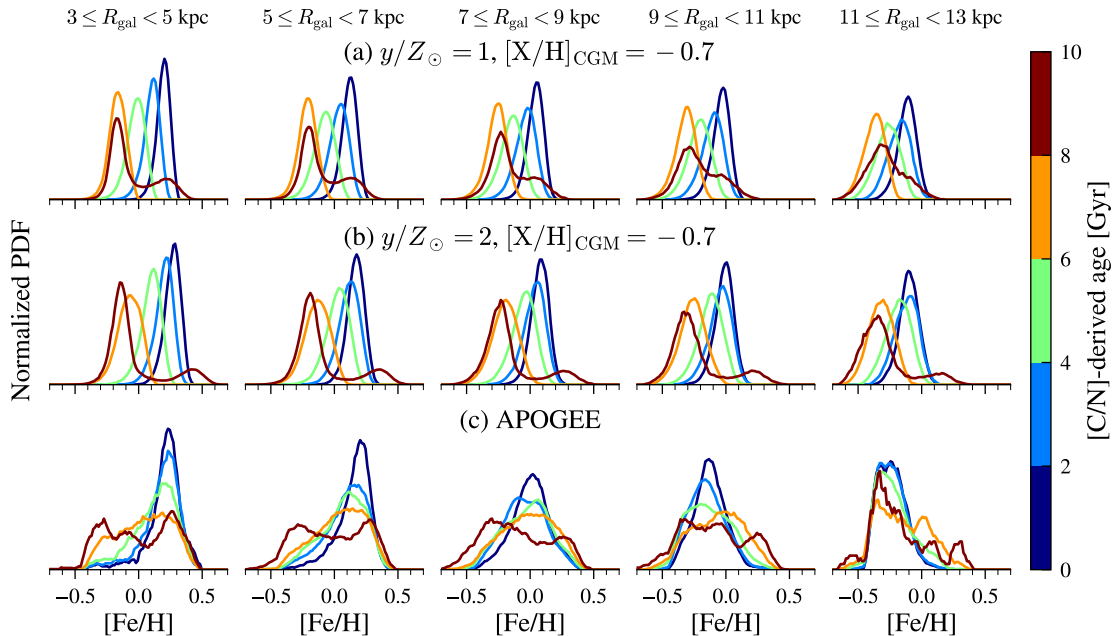 3 ≤ R_gal < 5 kpc 5 ≤ R_gal < 7 kpc 7 ≤ R_gal < 9 kpc 9 ≤ R_gal < 11 kpc 11 ≤ R_gal < 13 kpc
(a) y/Z_⊙ = 1, [X/H]_CGM = −0.7
(b) y/Z_⊙ = 2, [X/H]_CGM = −0.7
(c) APOGEE
Normalized PDF
−0.5 0.0 0.5 −0.5 0.0 0.5 −0.5 0.0 0.5 −0.5 0.0 0.5 −0.5 0.0 0.5
[Fe/H] [Fe/H] [Fe/H] [Fe/H] [Fe/H]
10
8
6
4
2
0
[C/N]-derived age [Gyr]